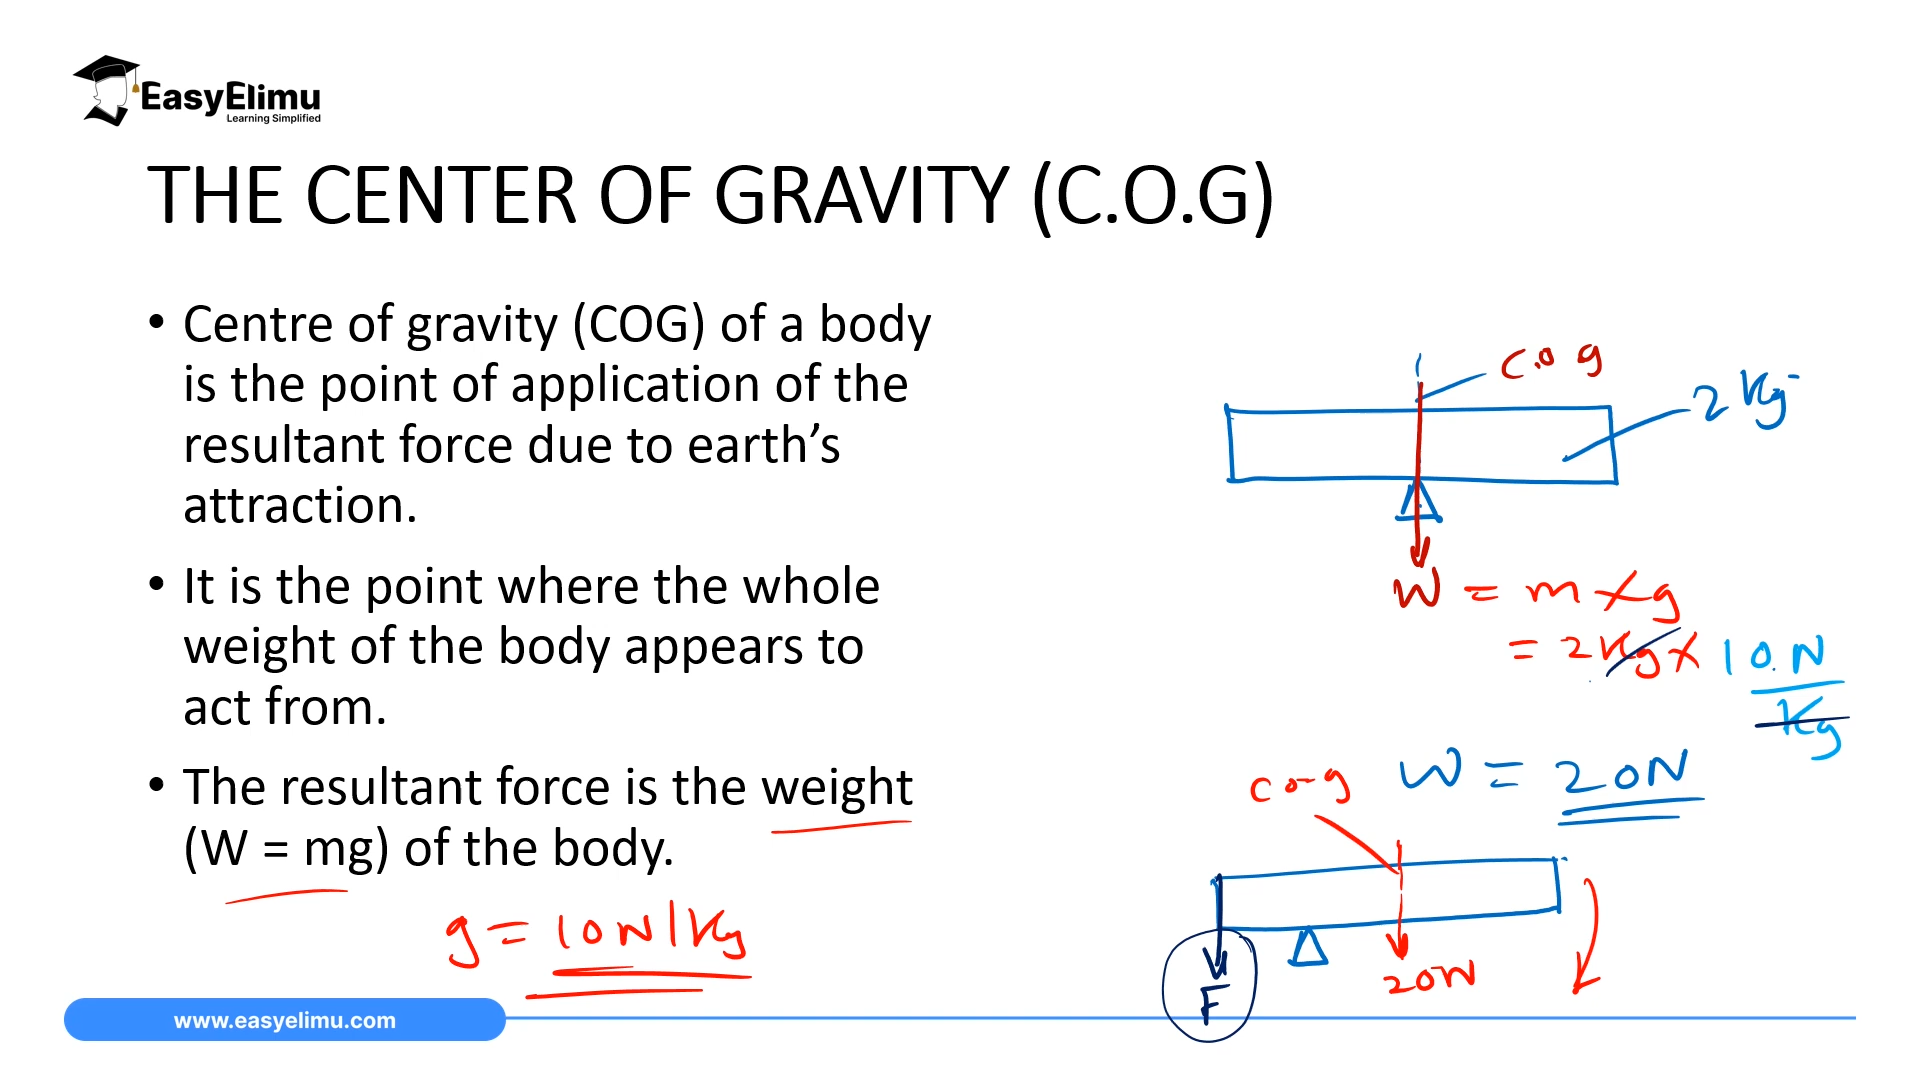 EasyElimu
Learning Simplified
THE CENTER OF GRAVITY (C.O.G)
• Centre of gravity (COG) of a body
is the point of application of the
resultant force due to earth’s
attraction.
• It is the point where the whole
weight of the body appears to
act from.
• The resultant force is the weight
(W = mg) of the body.
g = 10N/Kg
c.o g
2 Kg
W = m x g
= 2Kg x 10 N
Kg
W = 20N
c-o-g
20N
F
www.easyelimu.com